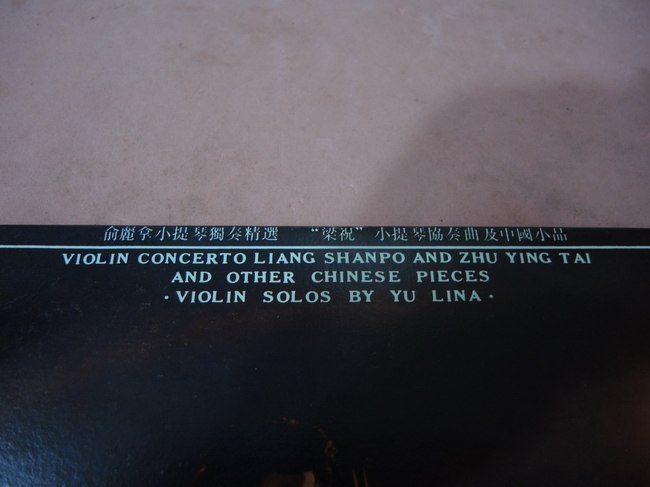 俞麗拿小提琴獨奏精選 “梁祝”小提琴協奏曲及中國小品
VIOLIN CONCERTO LIANG SHANPO AND ZHU YING TAI
AND OTHER CHINESE PIECES
·VIOLIN SOLOS BY YU LINA·